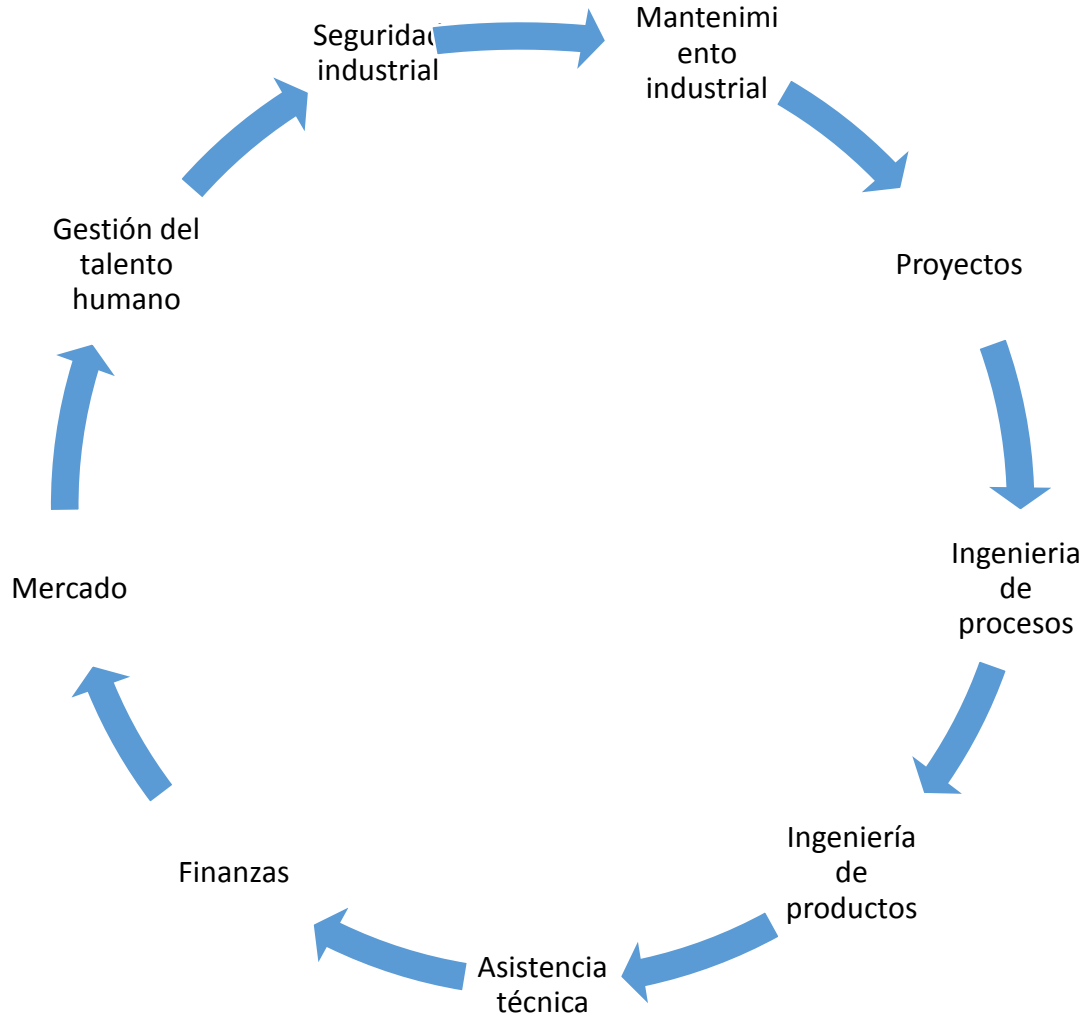 Mantenimi
ento
industrial
Proyectos
Ingenieria
de
procesos
Ingeniería
de
productos
Asistencia
técnica
Finanzas
Mercado
Gestión del
talento
humano
Seguridad
industrial